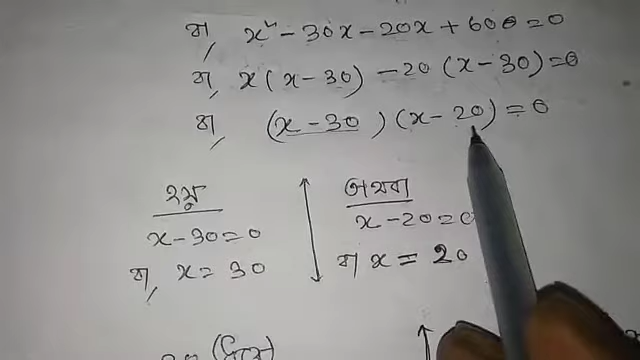 বা, x² - 30x - 20x + 600 = 0
বা, x(x - 30) - 20(x - 30) = 0
বা, (x - 30)(x - 20) = 0
হয়
x - 30 = 0
বা, x = 30
অথবা
x - 20 = 0
বা x = 20